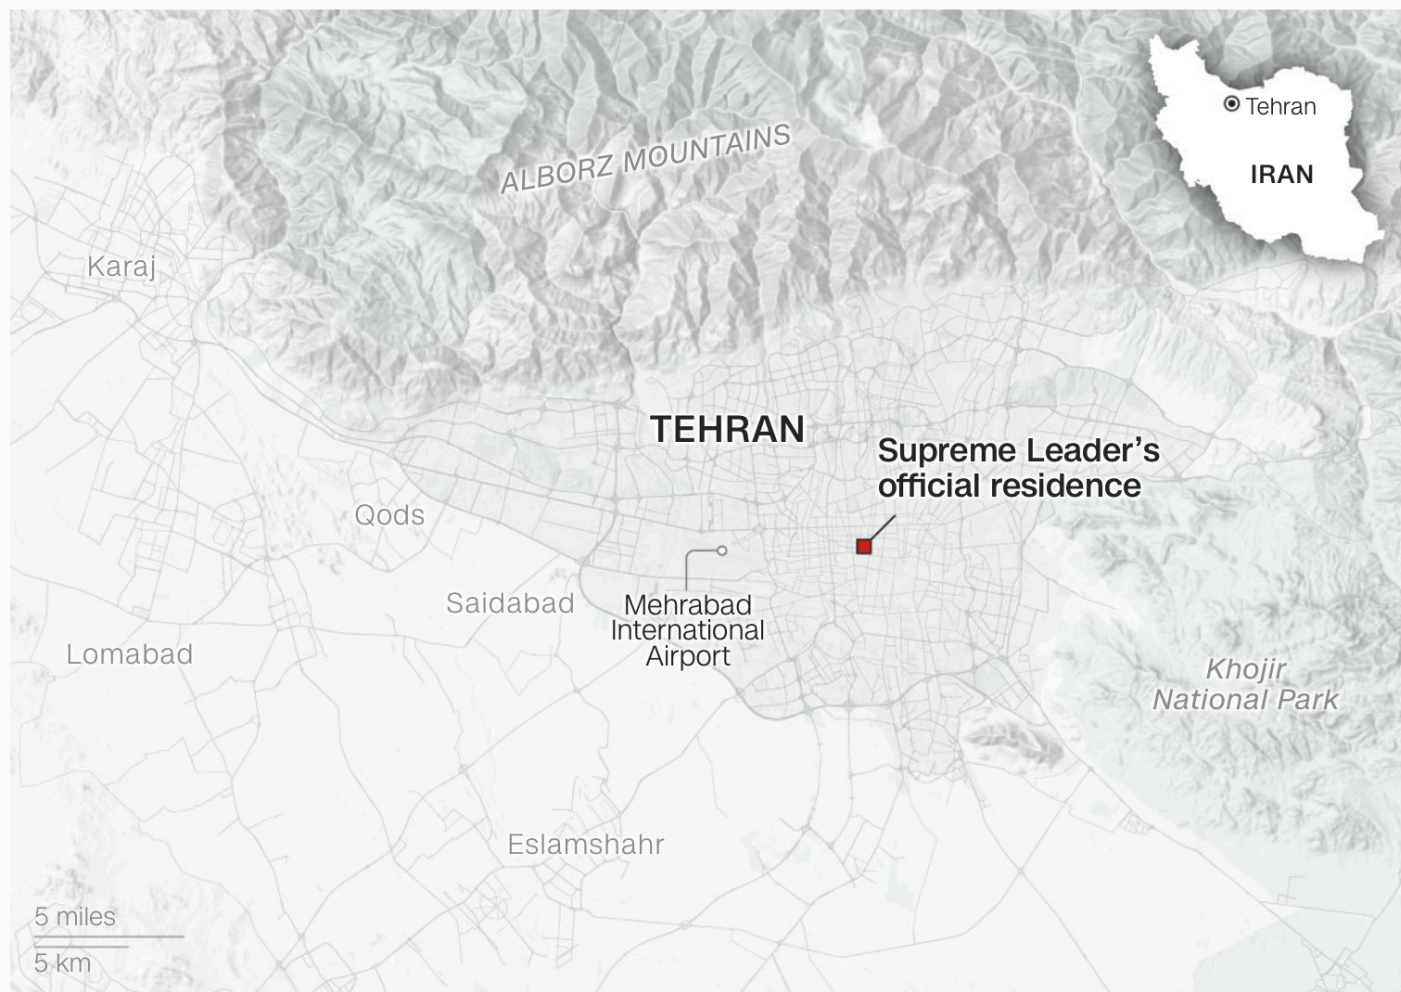 ALBORZ MOUNTAINS
Tehran
IRAN
Karaj
TEHRAN
Supreme Leader’s
official residence
Qods
Saidabad
Mehrabad
International
Airport
Lomabad
Khojir
National Park
Eslamshahr
5 miles
5 km